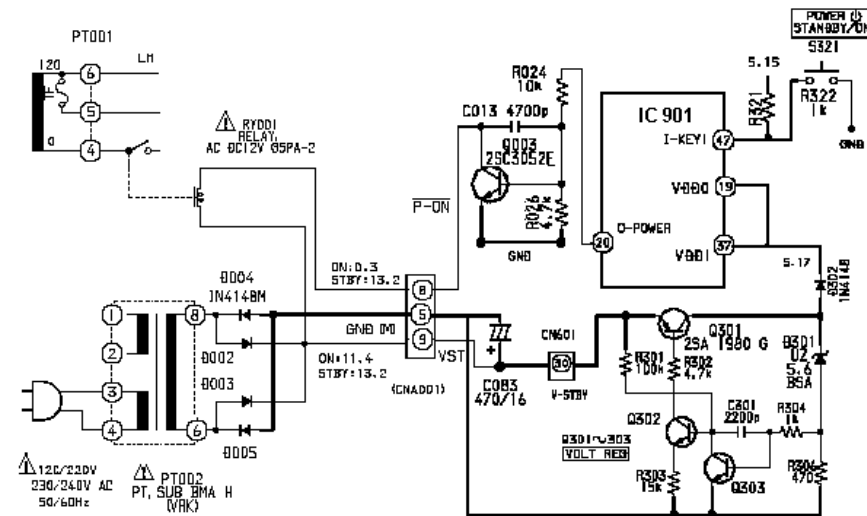 POWER ⏻
STANDBY/ON
S321
PT001
120
6
LH
5
0
4
RY001
RELAY,
AC DC12V G5PA-2
R024
10k
C013 4700p
Q003
2SC3052E
R026
4.7k
GND
P-ON
IC 901
I-KEY1
47
VDD0
19
VDD1
37
O-POWER
20
5.15
R321
R322
1k
GND
5.17
D302
1N4148
ON:0.3
STBY:13.2
D004
1N4148M
8
5
9
GND (M)
VST
ON:11.4
STBY:13.2
(CNAD01)
1
2
3
4
8
6
D002
D003
D005
C083
470/16
CN601
30
V-STBY
Q301
2SA 1980 G
R301
100k
R302
4.7k
D301
UZ
5.6
BSA
Q302
C301
2200p
R304
1k
Q301~303
VOLT REG
R303
15k
Q303
R306
470
120/220V
230/240V AC
50/60Hz
PT002
PT, SUB BMA H